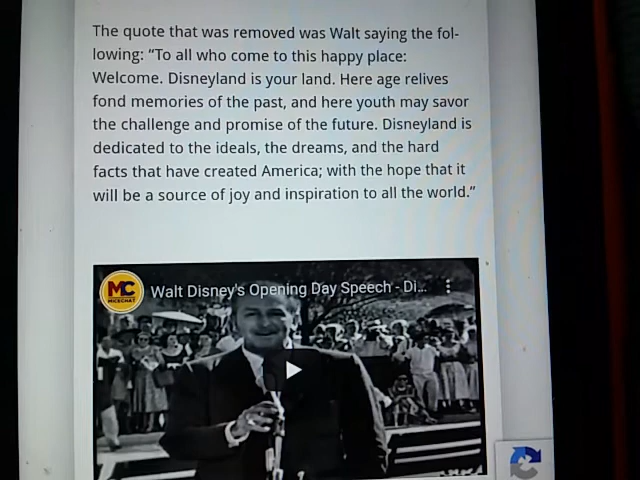 The quote that was removed was Walt saying the fol-
lowing: “To all who come to this happy place:
Welcome. Disneyland is your land. Here age relives
fond memories of the past, and here youth may savor
the challenge and promise of the future. Disneyland is
dedicated to the ideals, the dreams, and the hard
facts that have created America; with the hope that it
will be a source of joy and inspiration to all the world.”
MC
MICECHAT
Walt Disney's Opening Day Speech - Di...